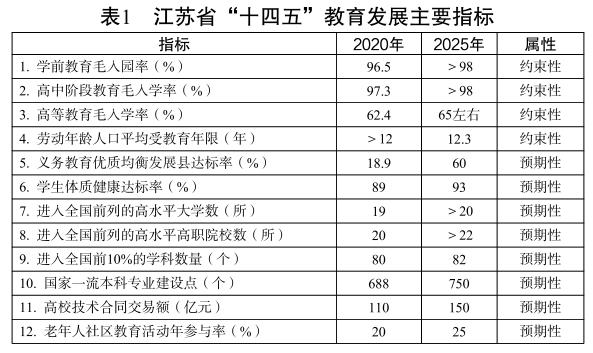 表1 江苏省“十四五”教育发展主要指标
指标 2020年 2025年 属性
1. 学前教育毛入园率（%） 96.5 ＞98 约束性
2. 高中阶段教育毛入学率（%） 97.3 ＞98 约束性
3. 高等教育毛入学率（%） 62.4 65左右 约束性
4. 劳动年龄人口平均受教育年限（年） ＞12 12.3 约束性
5. 义务教育优质均衡发展县达标率（%） 18.9 60 预期性
6. 学生体质健康达标率（%） 89 93 预期性
7. 进入全国前列的高水平大学数（所） 19 ＞20 预期性
8. 进入全国前列的高水平高职院校数（所） 20 ＞22 预期性
9. 进入全国前10%的学科数量（个） 80 82 预期性
10. 国家一流本科专业建设点（个） 688 750 预期性
11. 高校技术合同交易额（亿元） 110 150 预期性
12. 老年人社区教育活动年参与率（%） 20 25 预期性